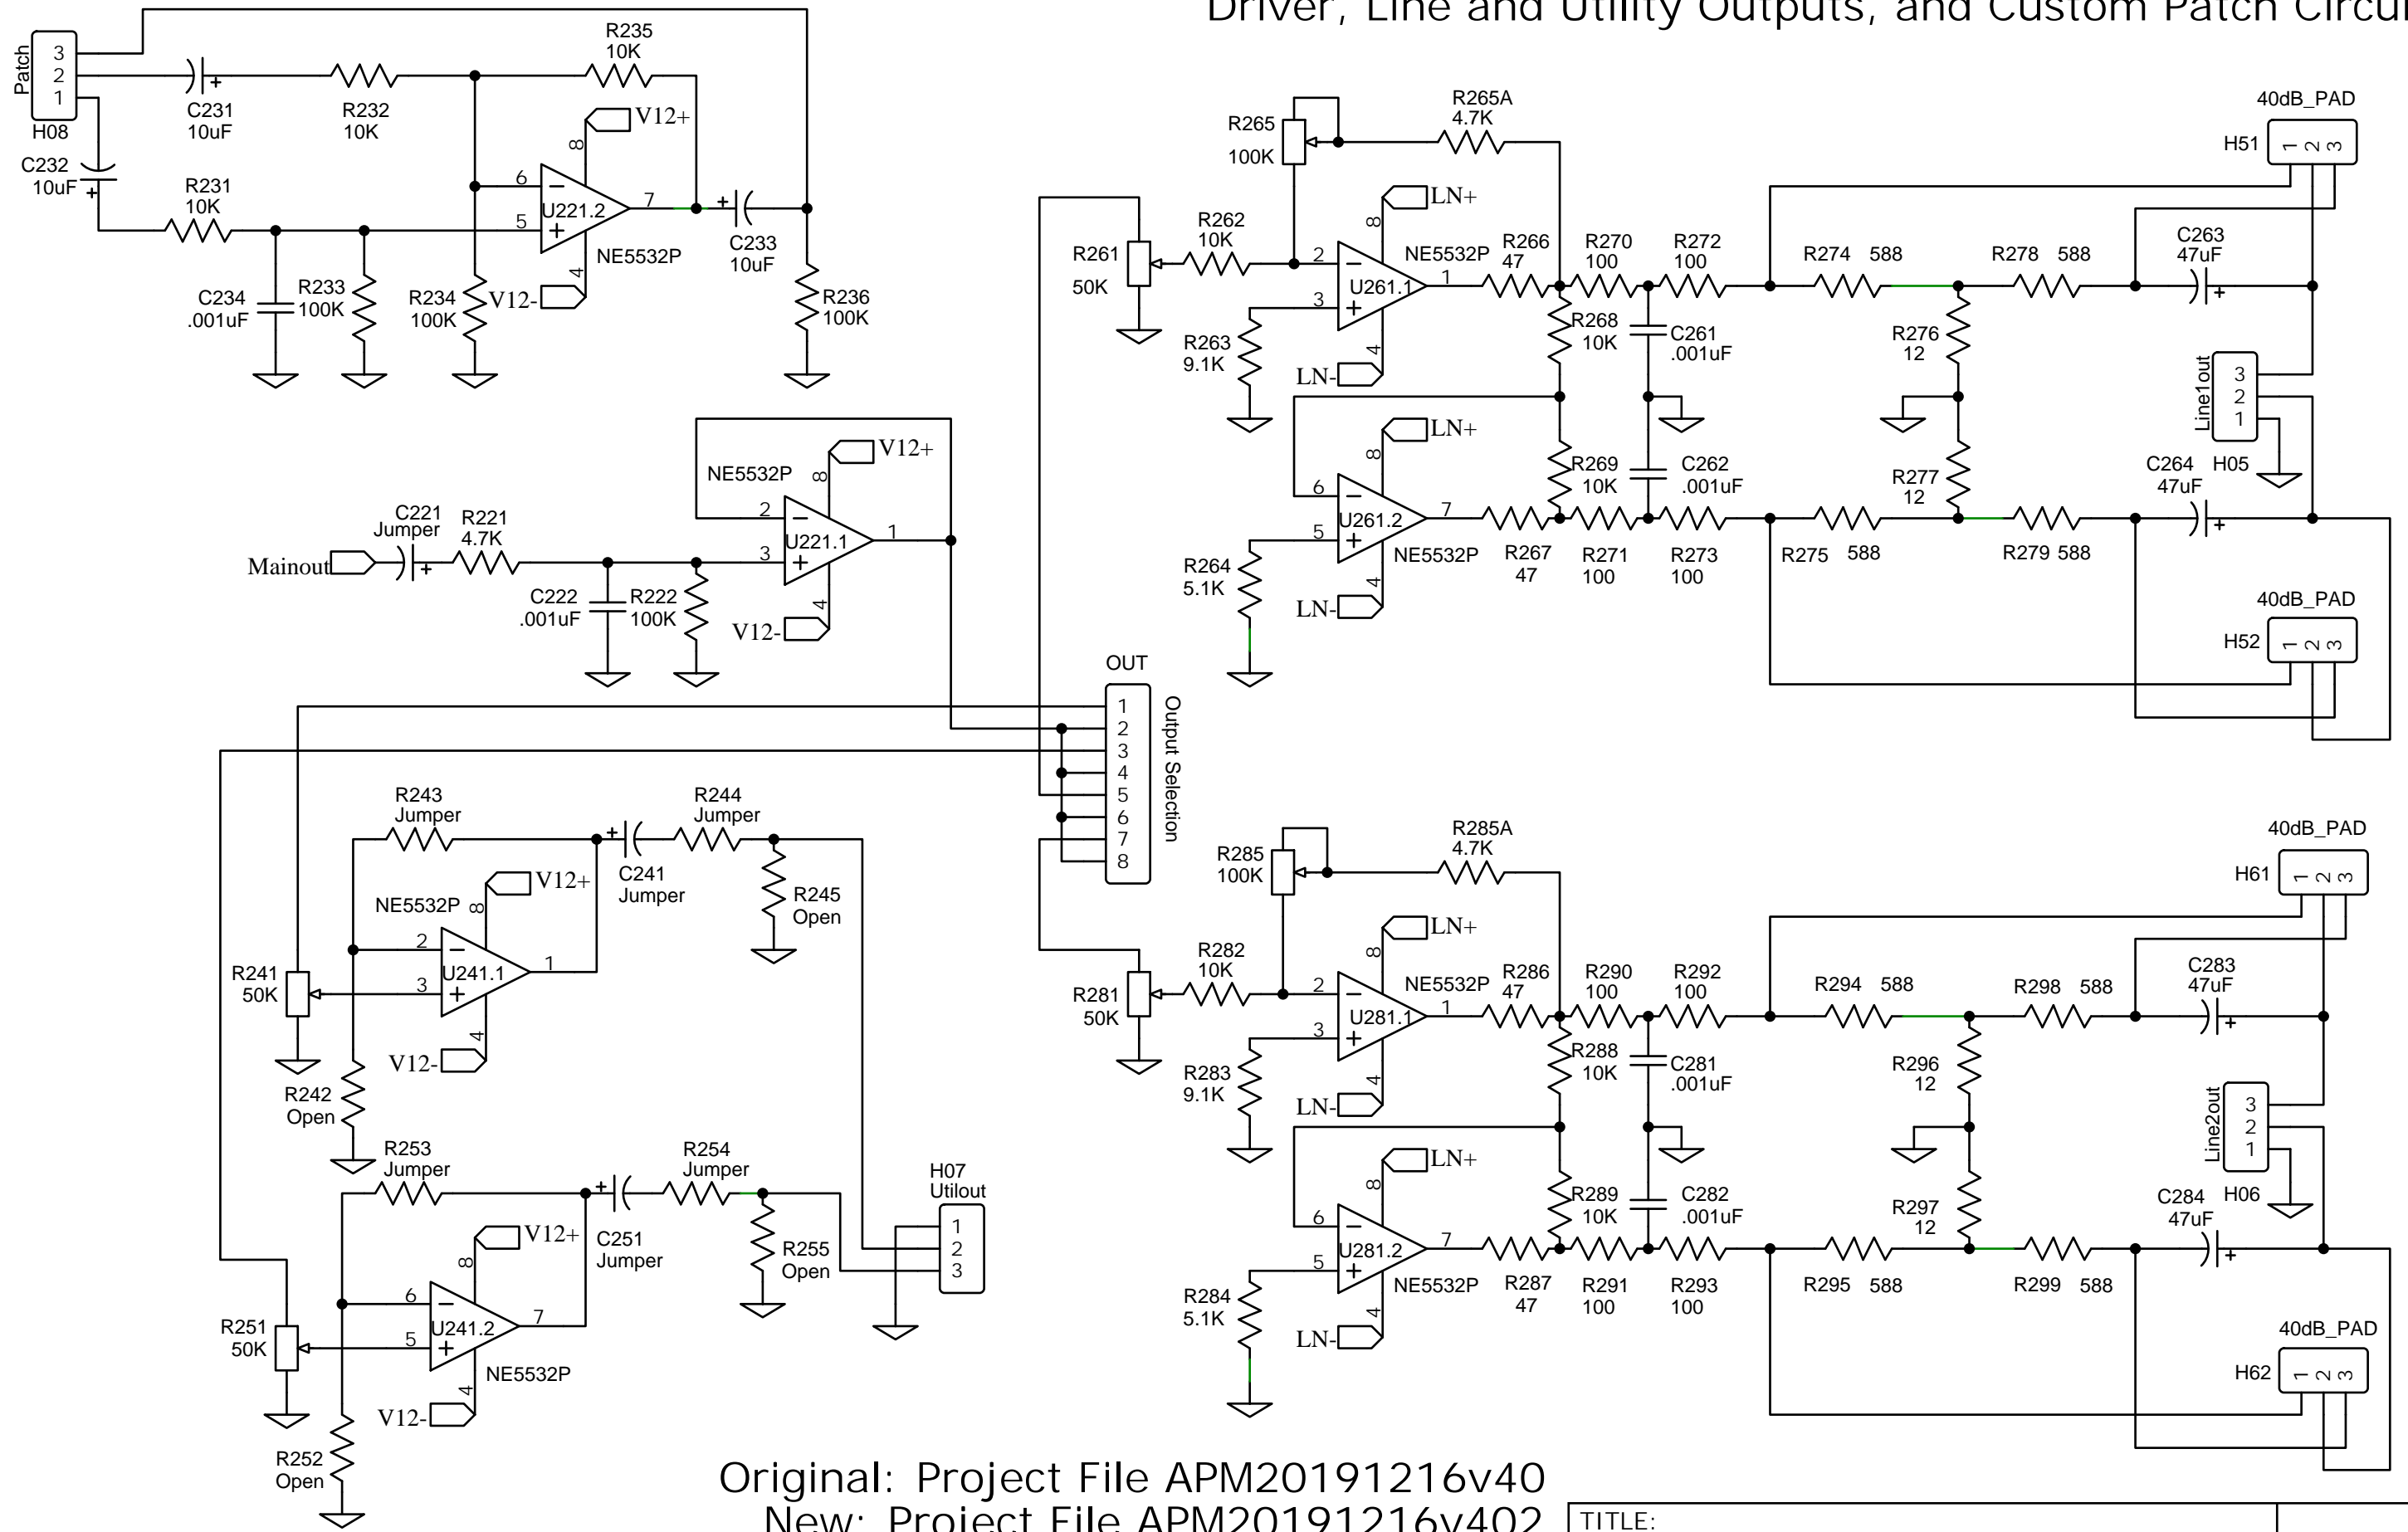 Driver, Line and Utility Outputs, and Custom Patch
Patch
3
2
1
H08
C231
10uF
R232
10K
R235
10K
V12+
8
C232
10uF
R231
10K
6
5
7
4
U221.2
NE5532P
V12-
C233
10uF
C234
.001uF
R233
100K
R234
100K
R236
100K
Mainout
C221
Jumper
R221
4.7K
C222
.001uF
R222
100K
NE5532P
V12+
8
2
3
1
4
U221.1
V12-
OUT
1
2
3
4
5
6
7
8
Output Selection
R243
Jumper
R244
Jumper
C241
Jumper
R245
Open
NE5532P
V12+
8
2
3
1
4
U241.1
V12-
R241
50K
R242
Open
R253
Jumper
R254
Jumper
C251
Jumper
R255
Open
V12+
8
6
5
7
4
U241.2
NE5532P
V12-
R251
50K
R252
Open
H07
Utilout
1
2
3
R265
100K
R265A
4.7K
R261
50K
R262
10K
LN+
8
2
3
1
4
U261.1
NE5532P
LN-
R263
9.1K
R266
47
R270
100
R272
100
R268
10K
C261
.001uF
R274 588
R278 588
C263
47uF
R276
12
40dB_PAD
H51
1 2 3
Line1out
3
2
1
H05
LN+
8
6
5
7
4
U261.2
NE5532P
LN-
R264
5.1K
R269
10K
C262
.001uF
R267
47
R271
100
R273
100
R275 588
R277
12
R279 588
C264
47uF
40dB_PAD
H52
1 2 3
R285
100K
R285A
4.7K
R281
50K
R282
10K
LN+
8
2
3
1
4
U281.1
NE5532P
LN-
R283
9.1K
R286
47
R290
100
R292
100
R288
10K
C281
.001uF
R294 588
R298 588
C283
47uF
R296
12
40dB_PAD
H61
1 2 3
Line2out
3
2
1
H06
LN+
8
6
5
7
4
U281.2
NE5532P
LN-
R284
5.1K
R289
10K
C282
.001uF
R287
47
R291
100
R293
100
R295 588
R297
12
R299 588
C284
47uF
40dB_PAD
H62
1 2 3
Original: Project File APM20191216v40
New: Project File APM20191216v402
TITLE: